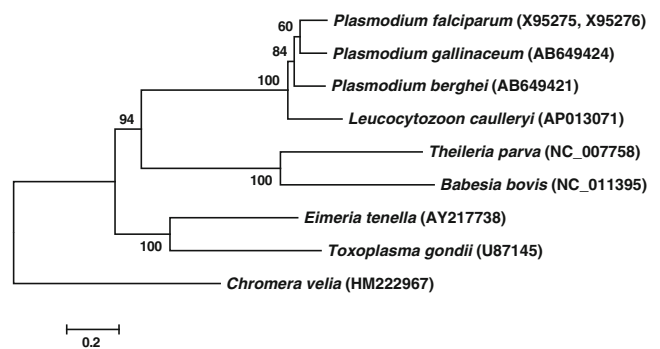 60 Plasmodium falciparum (X95275, X95276)
84 Plasmodium gallinaceum (AB649424)
100 Plasmodium berghei (AB649421)
Leucocytozoon caulleryi (AP013071)
94
Theileria parva (NC_007758)
100 Babesia bovis (NC_011395)
Eimeria tenella (AY217738)
100 Toxoplasma gondii (U87145)
Chromera velia (HM222967)
0.2